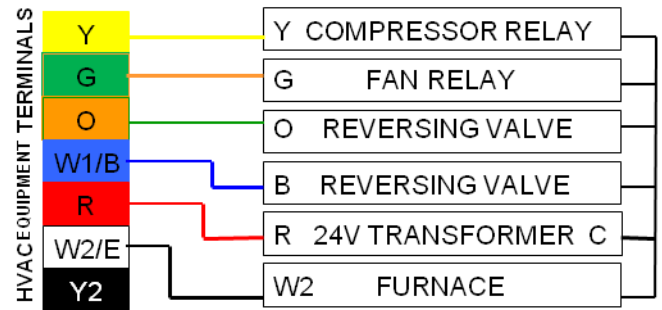 HVAC EQUIPMENT TERMINALS
Y
G
O
W1/B
R
W2/E
Y2
Y COMPRESSOR RELAY
G FAN RELAY
O REVERSING VALVE
B REVERSING VALVE
R 24V TRANSFORMER C
W2 FURNACE